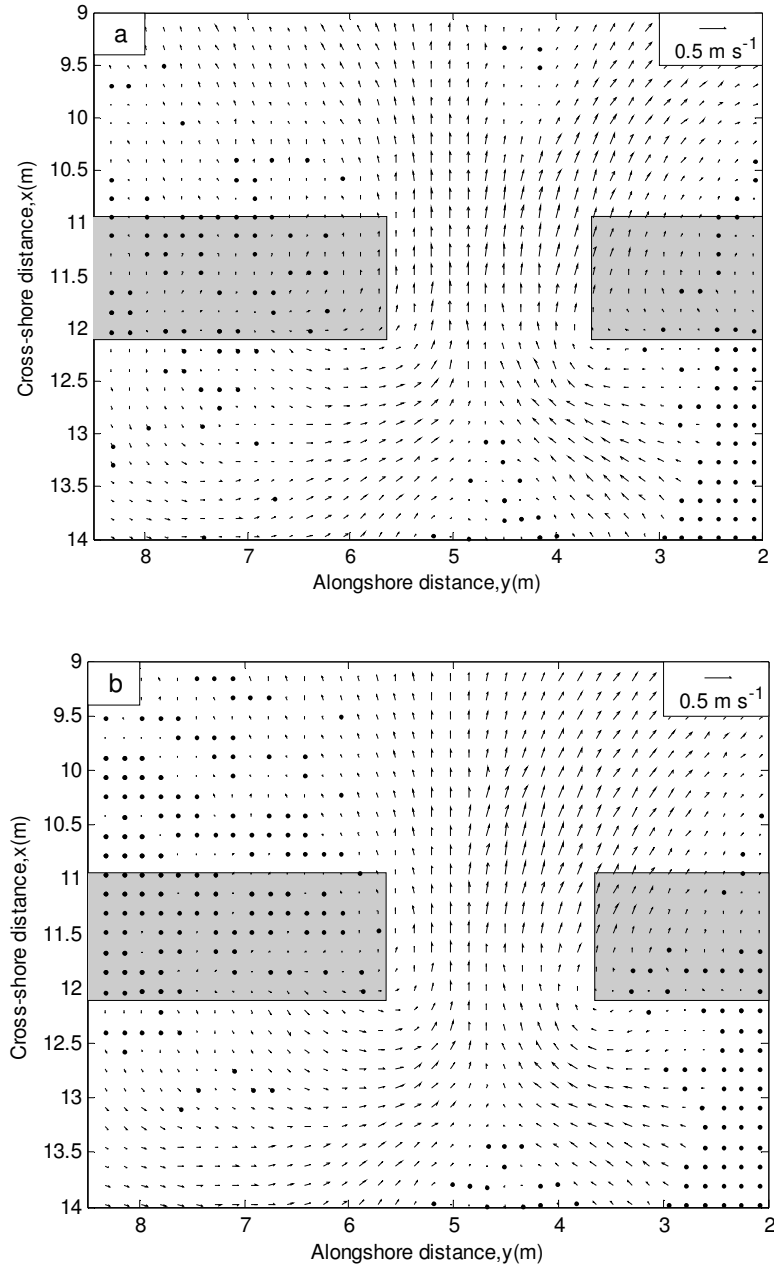 a
0.5 m s-1
9
9.5
10
10.5
11
11.5
12
12.5
13
13.5
14
Cross-shore distance,x(m)
8 7 6 5 4 3 2
Alongshore distance,y(m)
b
0.5 m s-1
9
9.5
10
10.5
11
11.5
12
12.5
13
13.5
14
Cross-shore distance,x(m)
8 7 6 5 4 3 2
Alongshore distance,y(m)